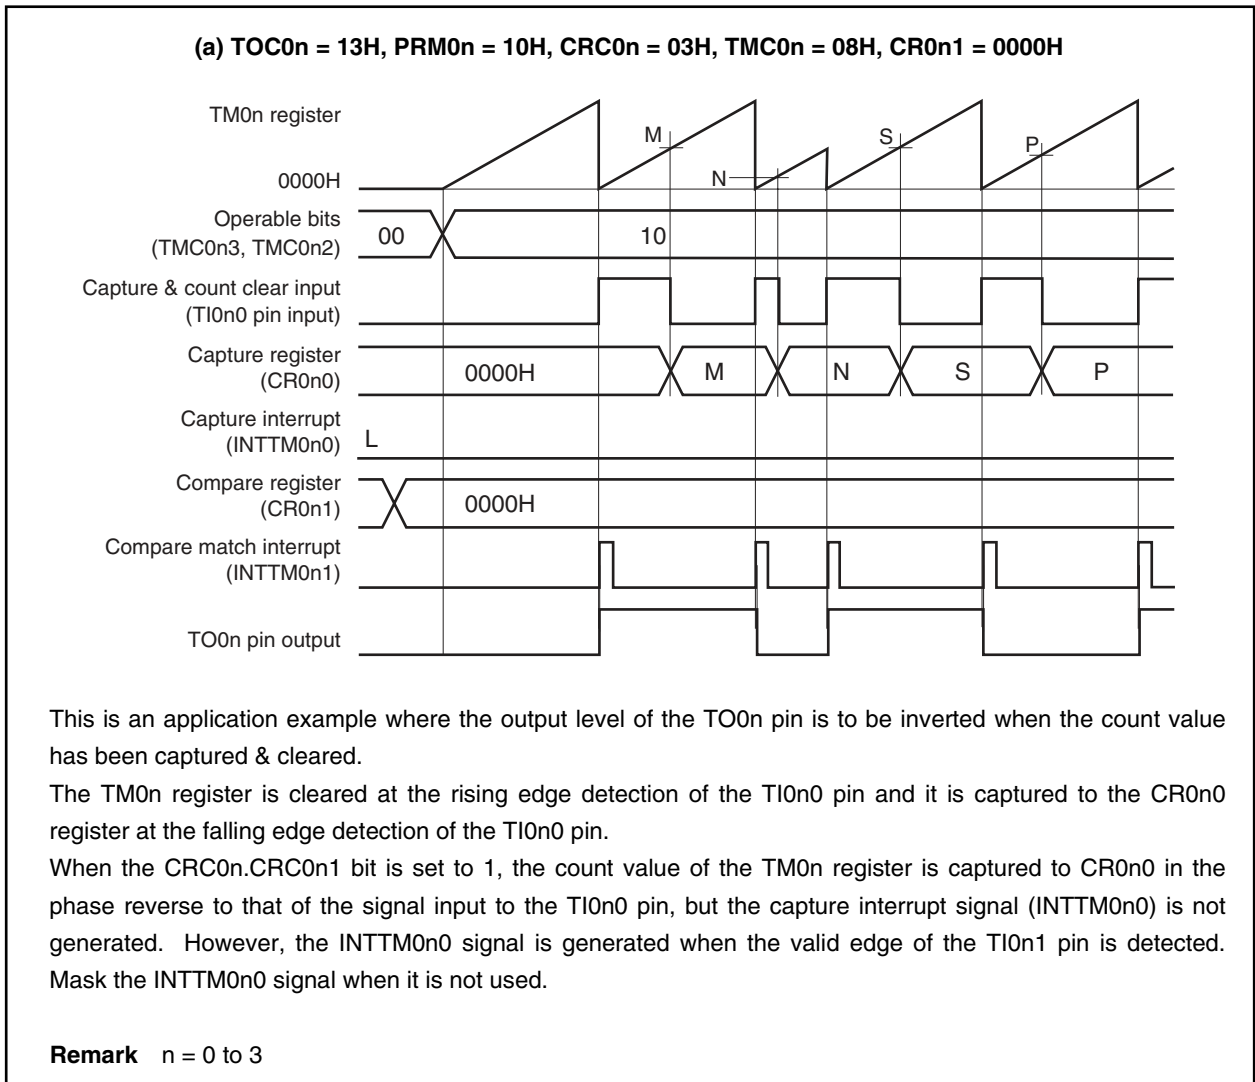 (a) TOC0n = 13H, PRM0n = 10H, CRC0n = 03H, TMC0n = 08H, CR0n1 = 0000H
TM0n register
M
S
P
N
0000H
Operable bits
(TMC0n3, TMC0n2)
00
10
Capture & count clear input
(TI0n0 pin input)
Capture register
(CR0n0)
0000H
M
N
S
P
Capture interrupt
(INTTM0n0)
L
Compare register
(CR0n1)
0000H
Compare match interrupt
(INTTM0n1)
TO0n pin output
This is an application example where the output level of the TO0n pin is to be inverted when the count value
has been captured & cleared.
The TM0n register is cleared at the rising edge detection of the TI0n0 pin and it is captured to the CR0n0
register at the falling edge detection of the TI0n0 pin.
When the CRC0n.CRC0n1 bit is set to 1, the count value of the TM0n register is captured to CR0n0 in the
phase reverse to that of the signal input to the TI0n0 pin, but the capture interrupt signal (INTTM0n0) is not
generated. However, the INTTM0n0 signal is generated when the valid edge of the TI0n1 pin is detected.
Mask the INTTM0n0 signal when it is not used.
Remark n = 0 to 3